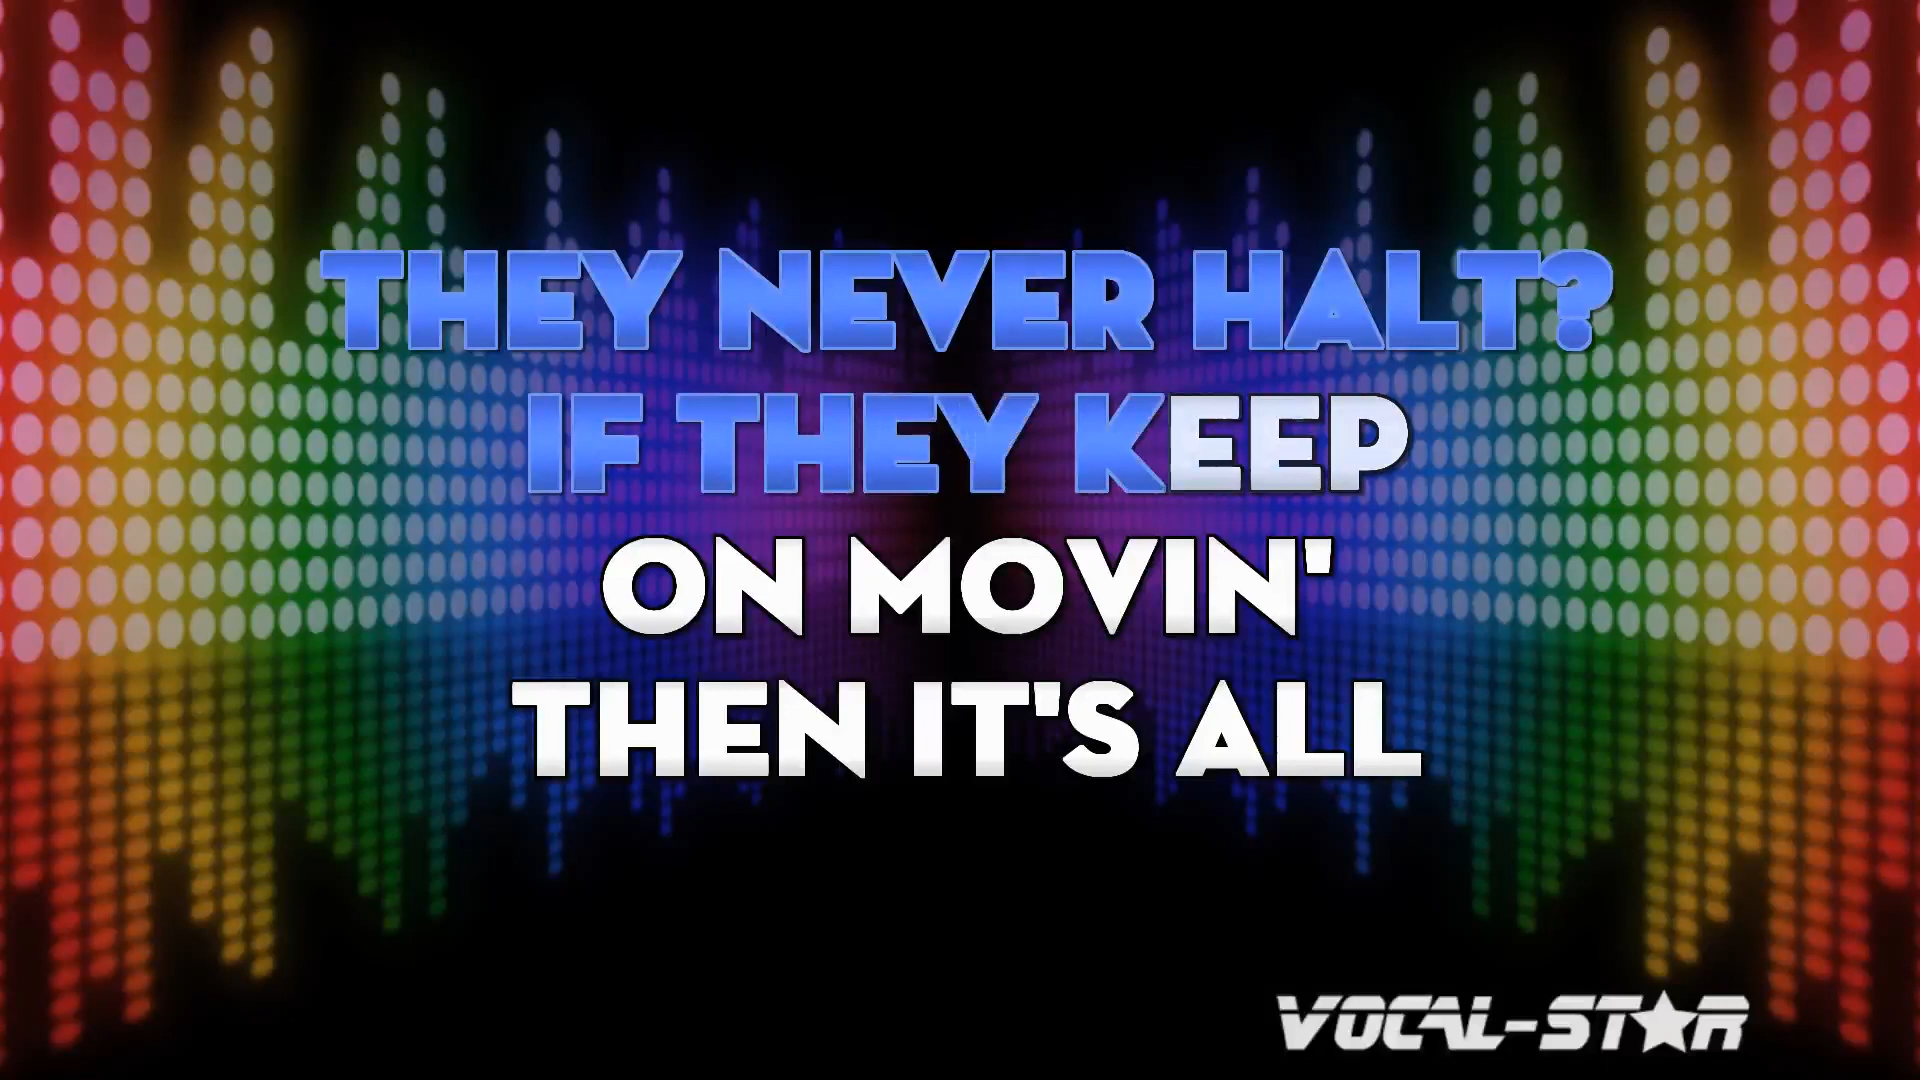 THEY NEVER HALT?
IF THEY KEEP
ON MOVIN'
THEN IT'S ALL
VOCAL-STAR